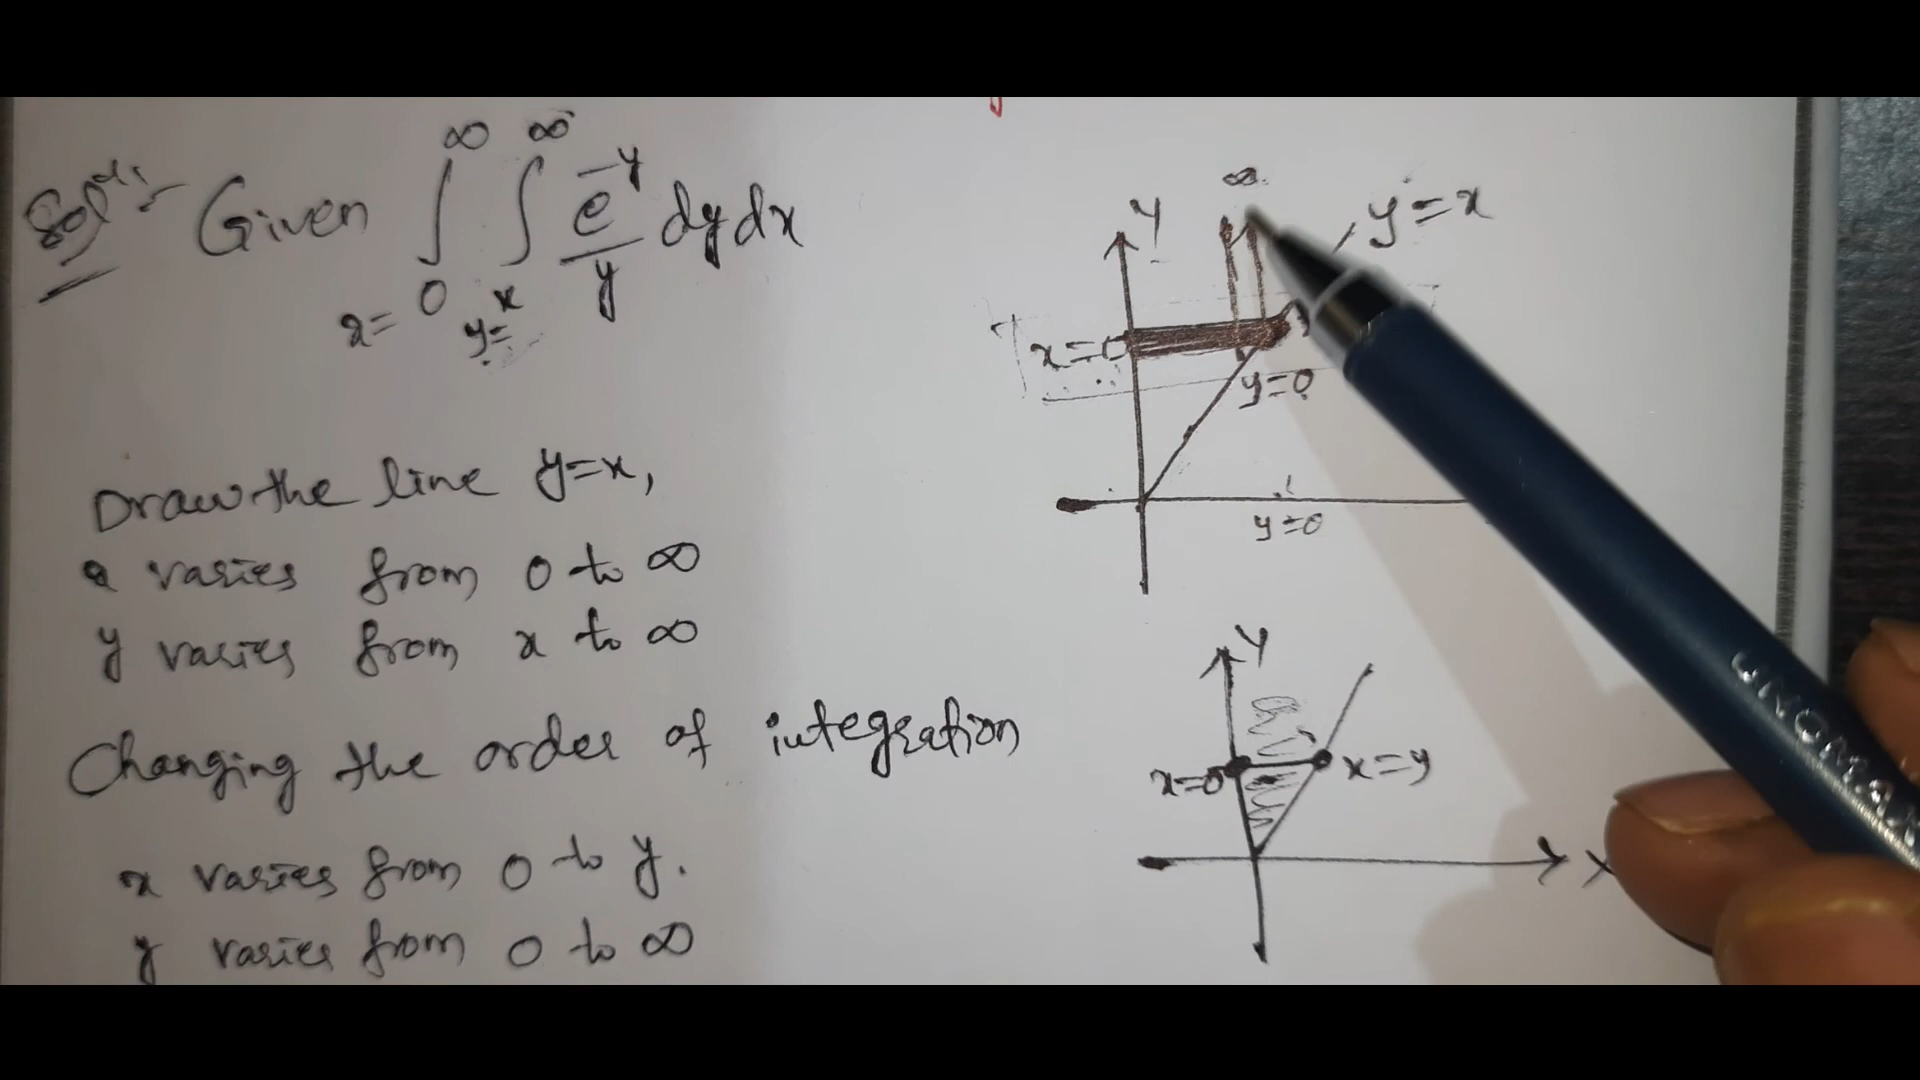 Solⁿ:- Given ∫₀^∞ ∫ₓ^∞ e^-y/y dy dx
x= y=
Draw the line y=x,
x varies from 0 to ∞
y varies from x to ∞
Changing the order of integration
x varies from 0 to y.
y varies from 0 to ∞
∞
y
y=x
x=0
y=0
y=0
y
x=0
x=y
X
UNOMAX